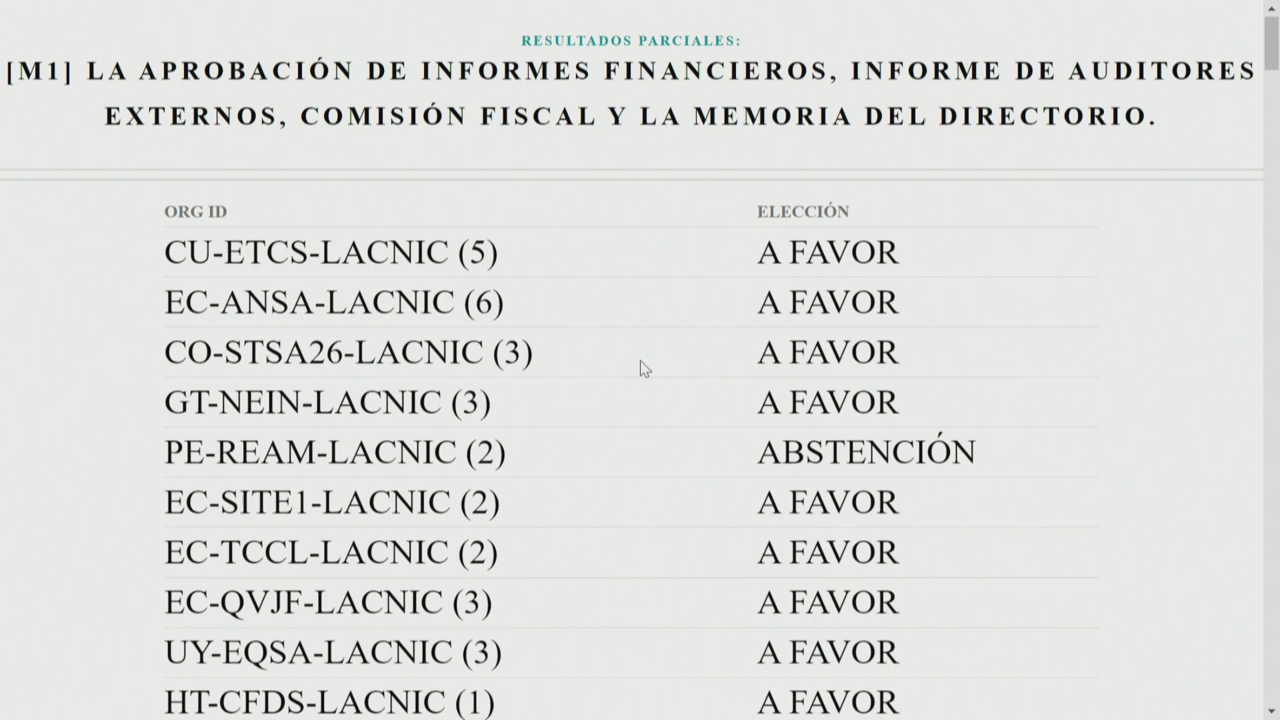 RESULTADOS PARCIALES:
[M1] LA APROBACIÓN DE INFORMES FINANCIEROS, INFORME DE AUDITORES
EXTERNOS, COMISIÓN FISCAL Y LA MEMORIA DEL DIRECTORIO.
ORG ID ELECCIÓN
CU-ETCS-LACNIC (5) A FAVOR
EC-ANSA-LACNIC (6) A FAVOR
CO-STSA26-LACNIC (3) A FAVOR
GT-NEIN-LACNIC (3) A FAVOR
PE-REAM-LACNIC (2) ABSTENCIÓN
EC-SITE1-LACNIC (2) A FAVOR
EC-TCCL-LACNIC (2) A FAVOR
EC-QVJF-LACNIC (3) A FAVOR
UY-EQSA-LACNIC (3) A FAVOR
HT-CFDS-LACNIC (1) A FAVOR